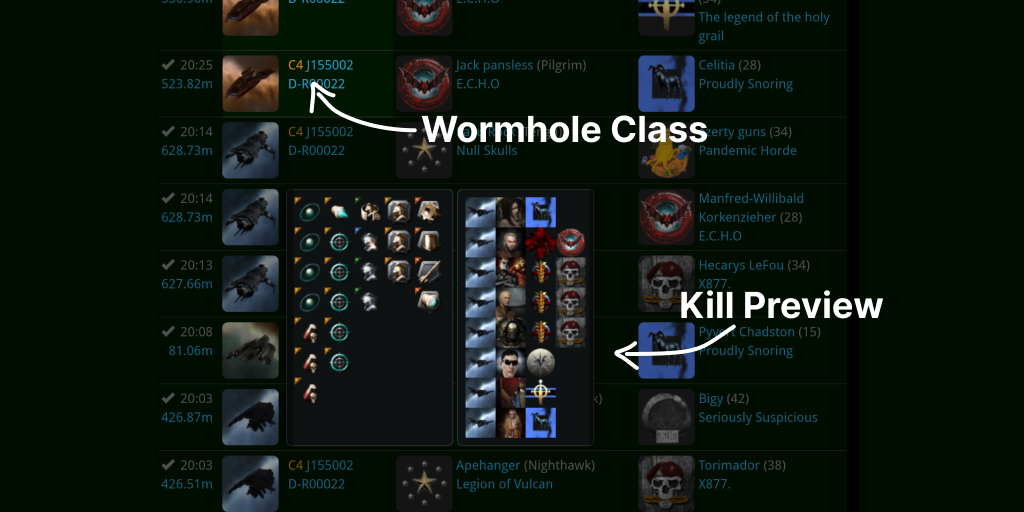 D-R00022
E.C.H.O
The legend of the holy
grail
20:25
523.82m
C4 J155002
D-R00022
Jack pansless (Pilgrim)
E.C.H.O
Celitia (28)
Proudly Snoring
Wormhole Class
20:14
628.73m
C4 J155002
D-R00022
Null Skulls
guns (34)
Pandemic Horde
20:14
628.73m
Manfred-Willibald
Korkenzieher (28)
E.C.H.O
20:13
627.66m
Hecarys LeFou (34)
X877.
Kill Preview
20:08
81.06m
Chadston (15)
Proudly Snoring
20:03
426.87m
Bigy (42)
Seriously Suspicious
20:03
426.51m
C4 J155002
D-R00022
Apehanger (Nighthawk)
Legion of Vulcan
Torimador (38)
X877.